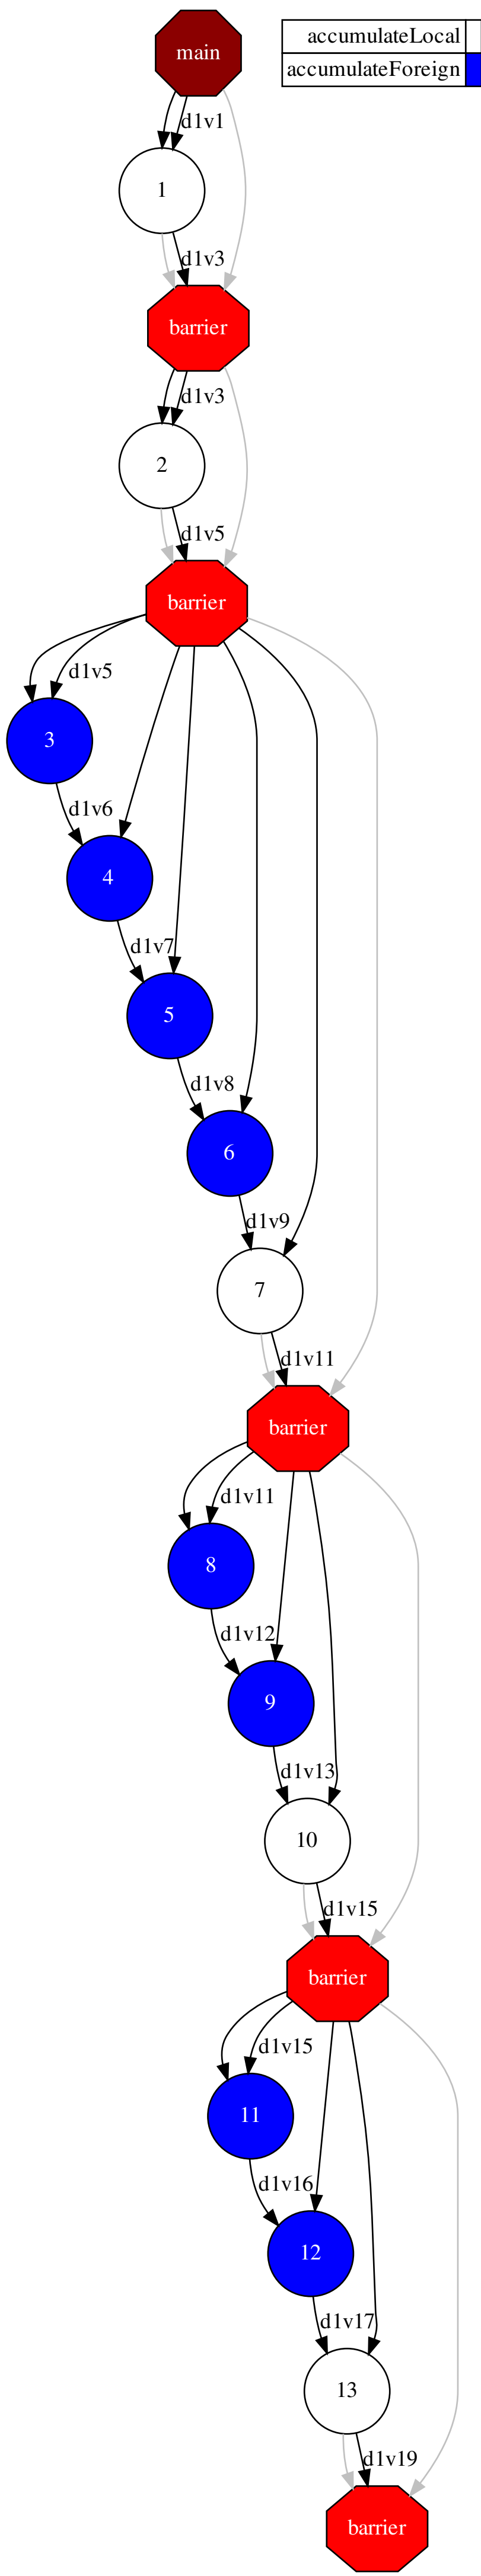 main
accumulateLocal
accumulateForeign
d1v1
1
d1v3
barrier
d1v3
2
d1v5
barrier
d1v5
3
d1v6
4
d1v7
5
d1v8
6
d1v9
7
d1v11
barrier
d1v11
8
d1v12
9
d1v13
10
d1v15
barrier
d1v15
11
d1v16
12
d1v17
13
d1v19
barrier